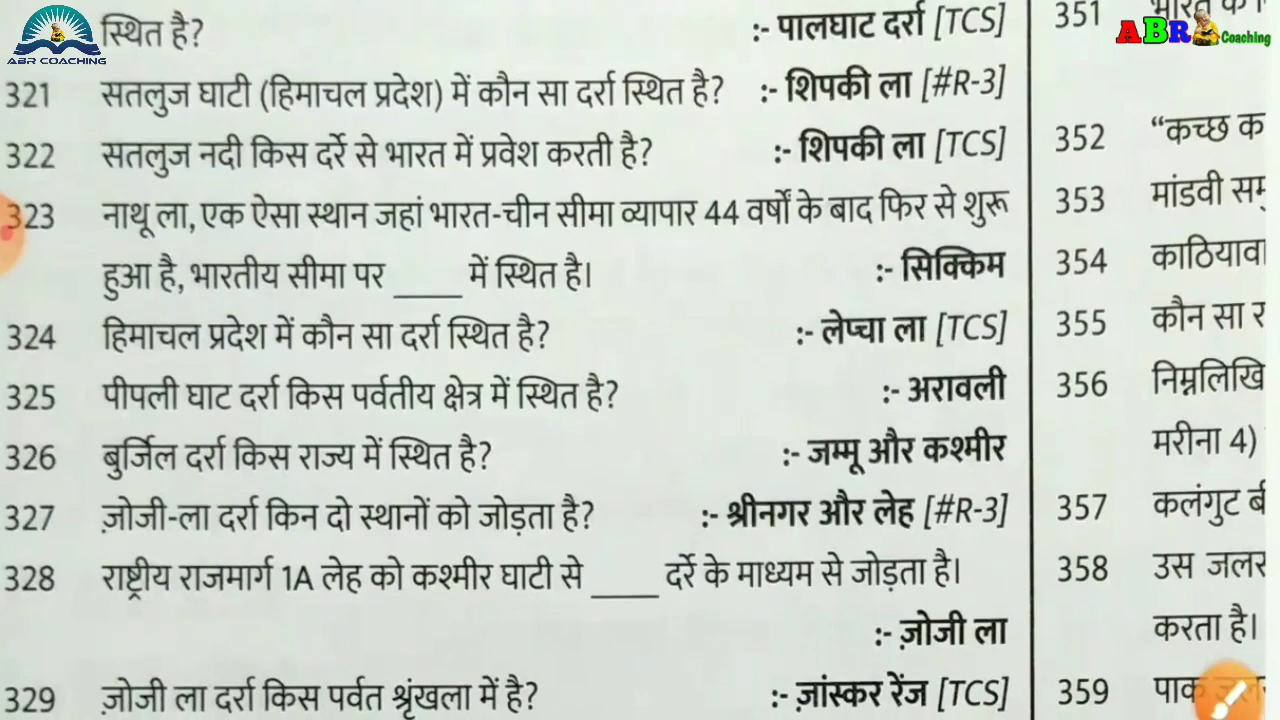 ABR COACHING
ABR Coaching
स्थित है? :- पालघाट दर्रा [TCS]
321 सतलुज घाटी (हिमाचल प्रदेश) में कौन सा दर्रा स्थित है? :- शिपकी ला [#R-3]
322 सतलुज नदी किस दर्रे से भारत में प्रवेश करती है? :- शिपकी ला [TCS]
323 नाथू ला, एक ऐसा स्थान जहां भारत-चीन सीमा व्यापार 44 वर्षों के बाद फिर से शुरू
हुआ है, भारतीय सीमा पर ____ में स्थित है। :- सिक्किम
324 हिमाचल प्रदेश में कौन सा दर्रा स्थित है? :- लेप्चा ला [TCS]
325 पीपली घाट दर्रा किस पर्वतीय क्षेत्र में स्थित है? :- अरावली
326 बुर्जिल दर्रा किस राज्य में स्थित है? :- जम्मू और कश्मीर
327 ज़ोजी-ला दर्रा किन दो स्थानों को जोड़ता है? :- श्रीनगर और लेह [#R-3]
328 राष्ट्रीय राजमार्ग 1A लेह को कश्मीर घाटी से ____ दर्रे के माध्यम से जोड़ता है।
:- ज़ोजी ला
329 ज़ोजी ला दर्रा किस पर्वत श्रृंखला में है? :- ज़ांस्कर रेंज [TCS]
351
352 “कच्छ क
353 मांडवी
354
355 कौन सा
356
मरीना 4)
357 कलंगुट
358 उस
करता है।
359 पाक